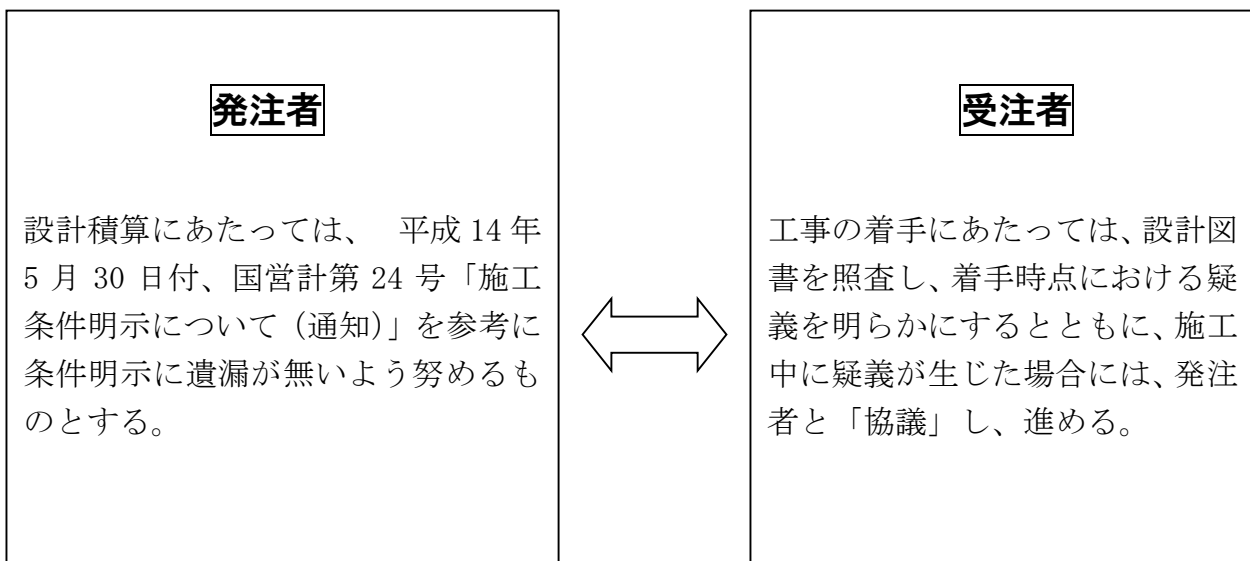 発注者
設計積算にあたっては、　平成 14 年
5 月 30 日付、国営計第 24 号「施工
条件明示について（通知）」を参考に
条件明示に遺漏が無いよう努めるも
のとする。
受注者
工事の着手にあたっては、設計図
書を照査し、着手時点における疑
義を明らかにするとともに、施工
中に疑義が生じた場合には、発注
者と「協議」し、進める。